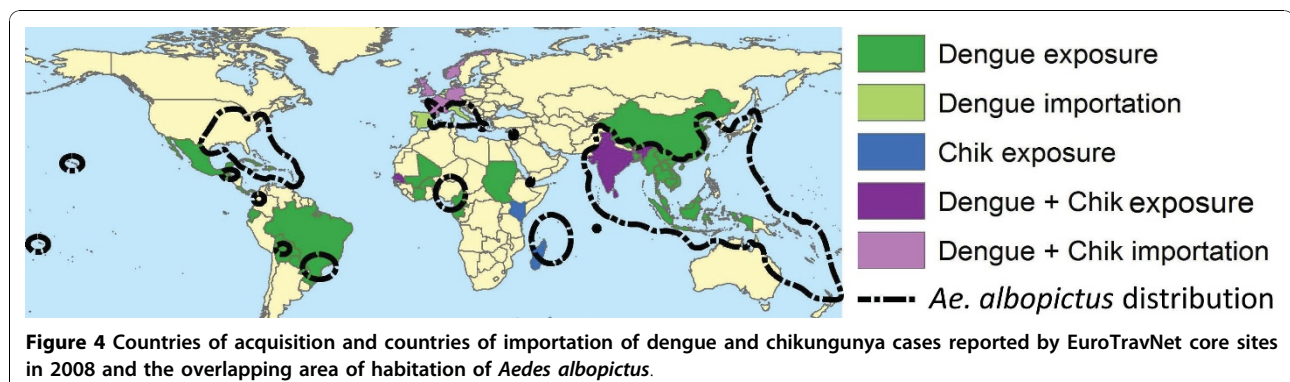 Dengue exposure
Dengue importation
Chik exposure
Dengue + Chik exposure
Dengue + Chik importation
Ae. albopictus distribution
Figure 4 Countries of acquisition and countries of importation of dengue and chikungunya cases reported by EuroTravNet core sites
in 2008 and the overlapping area of habitation of Aedes albopictus.